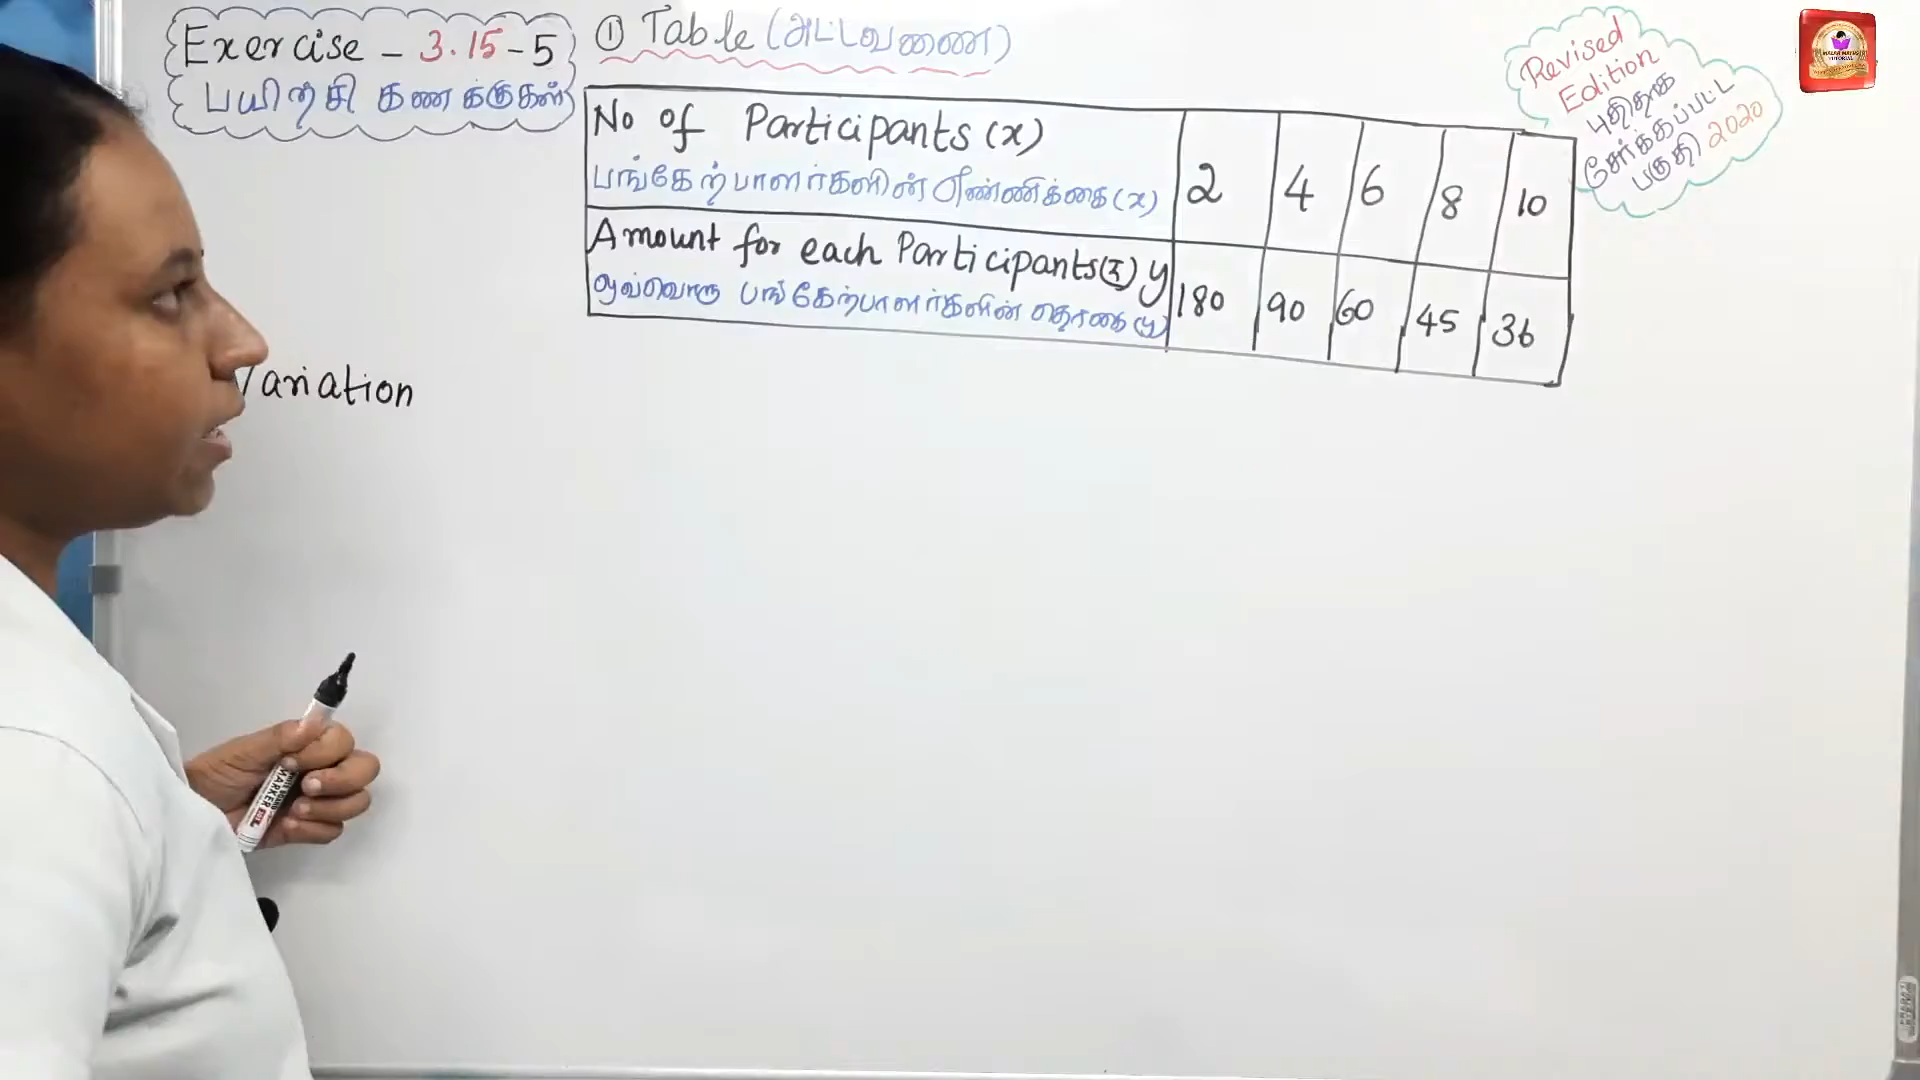 Exercise - 3.15-5
பயிற்சி கணக்குகள்
① Table (அட்டவணை)
No of Participants (x)
பங்கேற்பாளர்களின் எண்ணிக்கை (x)
2 4 6 8 10
Amount for each Participants(₹) y
ஒவ்வொரு பங்கேற்பாளர்களின் தொகை (y)
180 90 60 45 36
Revised
Edition
புதிதாக
சேர்க்கப்பட்ட
பகுதி 2020
Variation
MARKER